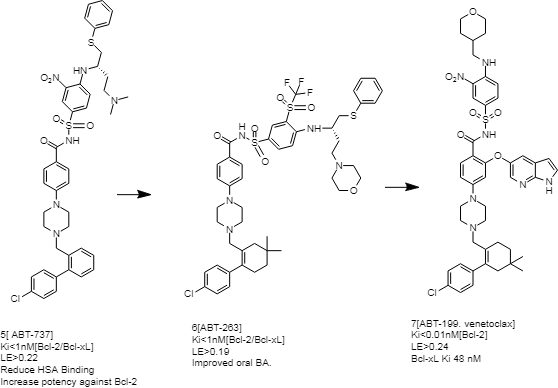 S
HN
NO₂
N
O
S
O
NH
O
N
N
Cl
5[ ABT-737]
Ki<1nM[Bcl-2/Bcl-xL]
LE>0.22
Reduce HSA Binding
Increase potency against Bcl-2
F
F
F
O
S
O
S
H
N
O
S
O
H
N
O
N
O
N
N
Cl
6[ABT-263]
Ki<1nM[Bcl-2/Bcl-xL]
LE>0.19
Improved oral BA.
O
NH
NO₂
O
S
O
NH
O
O
N
N
H
N
N
Cl
7[ABT-199. venetoclax]
Ki<0.01nM[Bcl-2]
LE>0.24
Bcl-xL Ki 48 nM